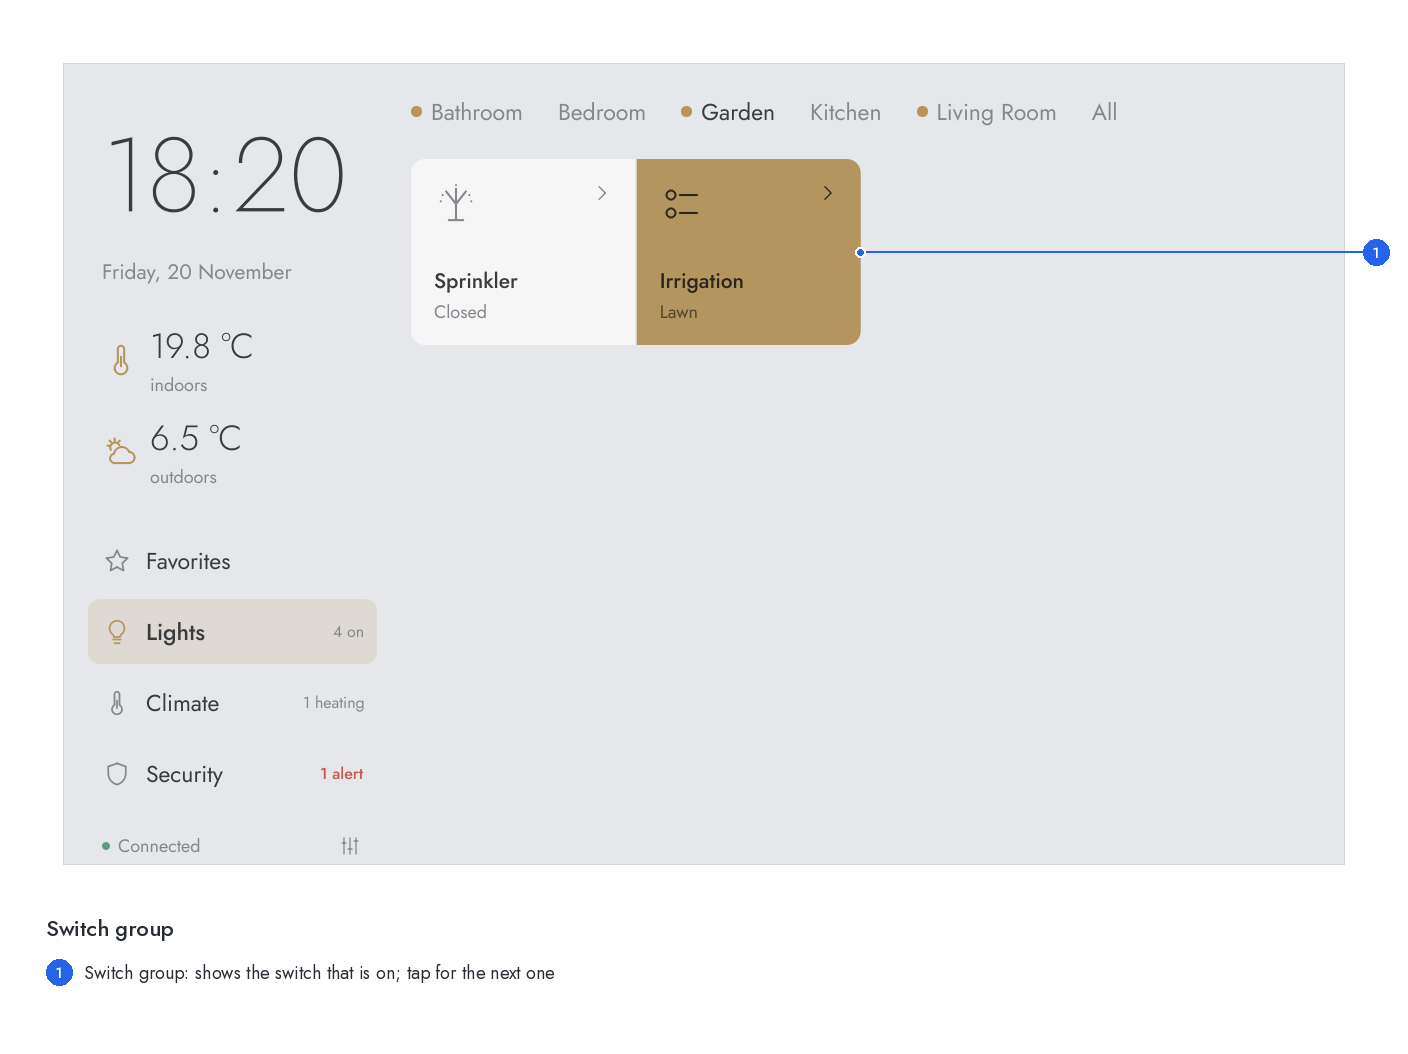 Bathroom Bedroom Garden Kitchen Living Room All
18:20
Friday, 20 November
19.8 °C
indoors
6.5 °C
outdoors
Favorites
Lights 4 on
Climate 1 heating
Security 1 alert
Connected
Sprinkler
Closed
Irrigation
Lawn
1
Switch group
1 Switch group: shows the switch that is on; tap for the next one